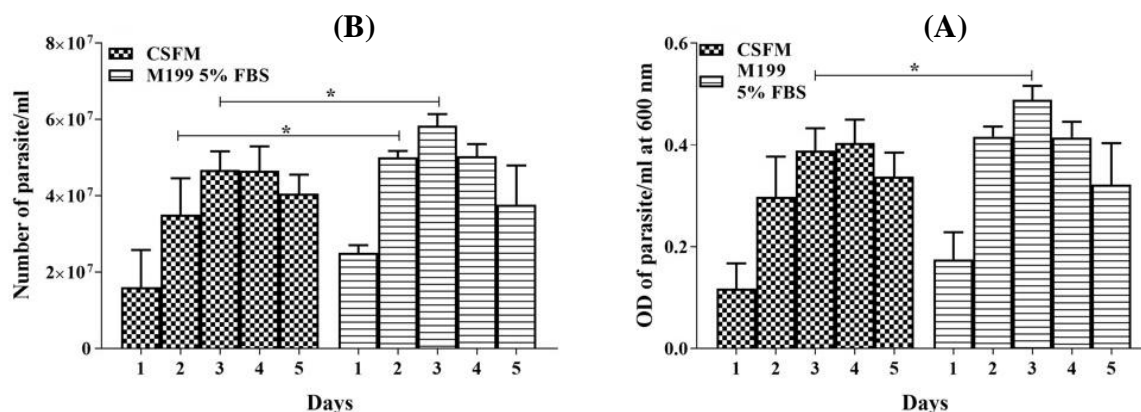 (B)
8×10⁷
6×10⁷
4×10⁷
2×10⁷
0
Number of parasite/ml
CSFM
M199 5% FBS
*
*
1 2 3 4 5 1 2 3 4 5
Days
(A)
0.6
0.4
0.2
0.0
OD of parasite/ml at 600 nm
CSFM
M199
5% FBS
*
1 2 3 4 5 1 2 3 4 5
Days